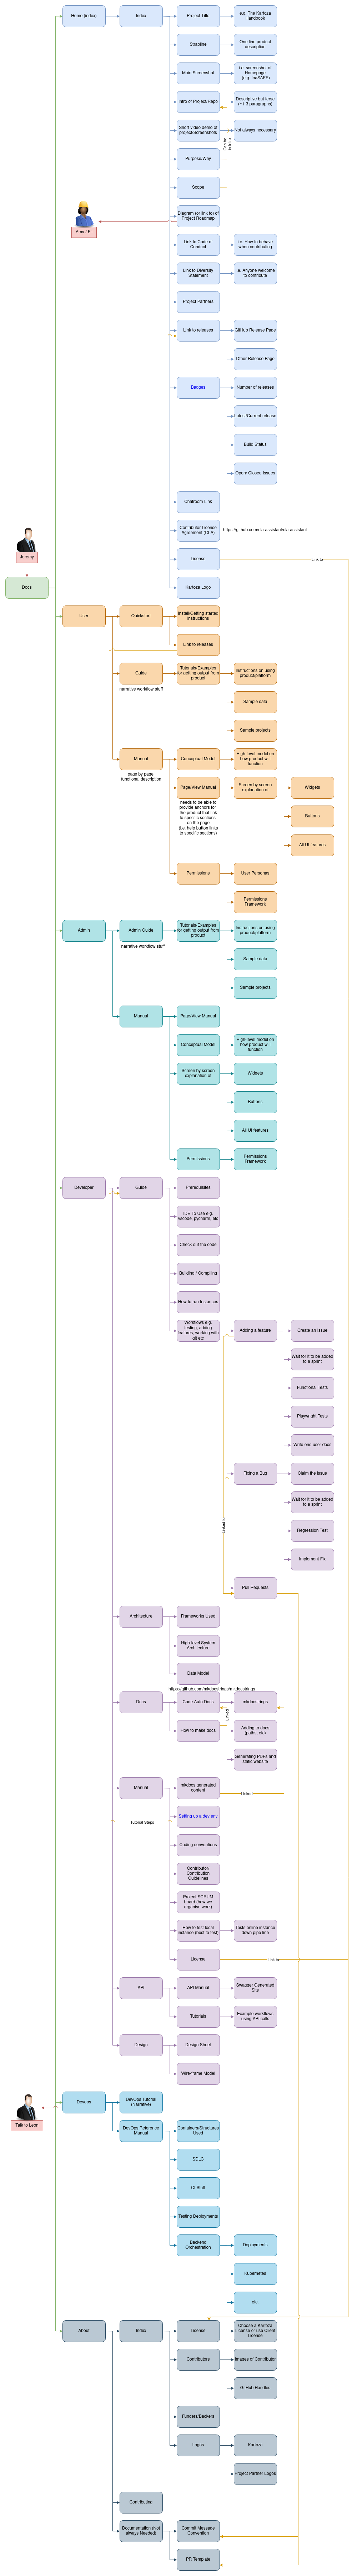 Home (index)
Index
Project Title
e.g. The Kartoza
Handbook
Strapline
One line product
description
Main Screenshot
i.e. screenshot of
Homepage
(e.g. InaSAFE)
Intro of Project/Repo
Descriptive but terse
(~1-3 paragraphs)
Short video demo of
project/Screenshots
Not always necessary
Can be
in Intro
Purpose/Why
Scope
Diagram (or link to) of
Project Roadmap
Amy / Eli
Link to Code of
Conduct
i.e. How to behave
when contributing
Link to Diversity
Statement
i.e. Anyone welcome
to contribute
Project Partners
Link to releases
GitHub Release Page
Other Release Page
Badges
Number of releases
Latest/Current release
Build Status
Open/ Closed Issues
Chatroom Link
Contributor License
Agreement (CLA)
https://github.com/cla-assistant/cla-assistant
License
Link to
Jeremy
Docs
Kartoza Logo
User
Quickstart
Install/Getting started
instructions
Link to releases
Guide
narrative workflow stuff
Tutorials/Examples
for getting output from
product
Instructions on using
product/platform
Sample data
Sample projects
Manual
page by page
functional description
Conceptual Model
High-level model on
how product will
function
Page/View Manual
needs to be able to
provide anchors for
the product that link
to specific sections
on the page
(i.e. help button links
to specific sections)
Screen by screen
explanation of
Widgets
Buttons
All UI features
Permissions
User Personas
Permissions
Framework
Admin
Admin Guide
narrative workflow stuff
Tutorials/Examples
for getting output from
product
Instructions on using
product/platform
Sample data
Sample projects
Manual
Page/View Manual
Conceptual Model
High-level model on
how product will
function
Screen by screen
explanation of
Widgets
Buttons
All UI features
Permissions
Permissions
Framework
Developer
Guide
Prerequisites
IDE To Use e.g.
vscode, pycharm, etc
Check out the code
Building / Compiling
How to run instances
Workflows e.g.
testing, adding
features, working with
git etc
Adding a feature
Create an Issue
Wait for it to be added
to a sprint
Functional Tests
Playwright Tests
Write end user docs
Fixing a Bug
Claim the issue
Wait for it to be added
to a sprint
Regression Test
Implement Fix
Linked to
Pull Requests
Architecture
Frameworks Used
High-level System
Architecture
Data Model
https://github.com/mkdocstrings/mkdocstrings
Docs
Code Auto Docs
mkdocstrings
Linked
How to make docs
Adding to docs
(paths, etc)
Generating PDFs and
static website
Manual
mkdocs generated
content
Linked
Setting up a dev env
Tutorial Steps
Coding conventions
Contributor/
Contribution
Guidelines
Project SCRUM
board (how we
organise work)
How to test local
instance (best to test)
Tests online instance
down pipe line
License
Link to
API
API Manual
Swagger Generated
Site
Tutorials
Example workflows
using API calls
Design
Design Sheet
Wire-frame Model
Talk to Leon
Devops
DevOps Tutorial
(Narrative)
DevOps Reference
Manual
Containers/Structures
Used
SDLC
CI Stuff
Testing Deployments
Backend
Orchestration
Deployments
Kubernetes
etc.
About
Index
License
Choose a Kartoza
License or use Client
License
Contributors
Images of Contributor
GitHub Handles
Funders/Backers
Logos
Kartoza
Project Partner Logos
Contributing
Documentation (Not
always Needed)
Commit Message
Convention
PR Template